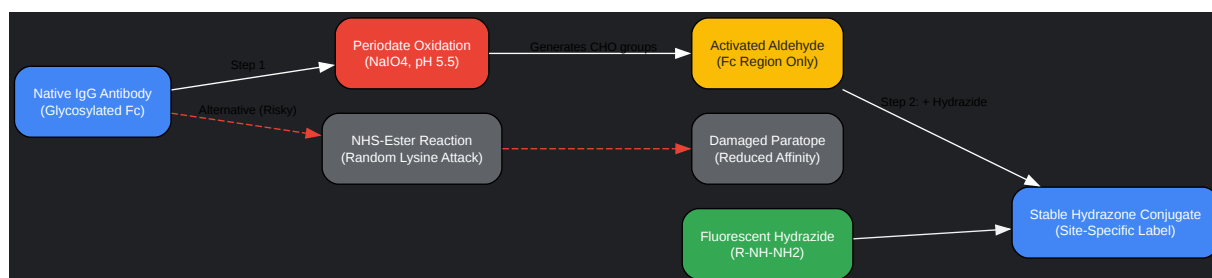 Native IgG Antibody
(Glycosylated Fc)
Step 1
Alternative (Risky)
Periodate Oxidation
(NaIO4, pH 5.5)
Generates CHO groups
Activated Aldehyde
(Fc Region Only)
NHS-Ester Reaction
(Random Lysine Attack)
Damaged Paratope
(Reduced Affinity)
Step 2: + Hydrazide
Fluorescent Hydrazide
(R-NH-NH2)
Stable Hydrazone Conjugate
(Site-Specific Label)